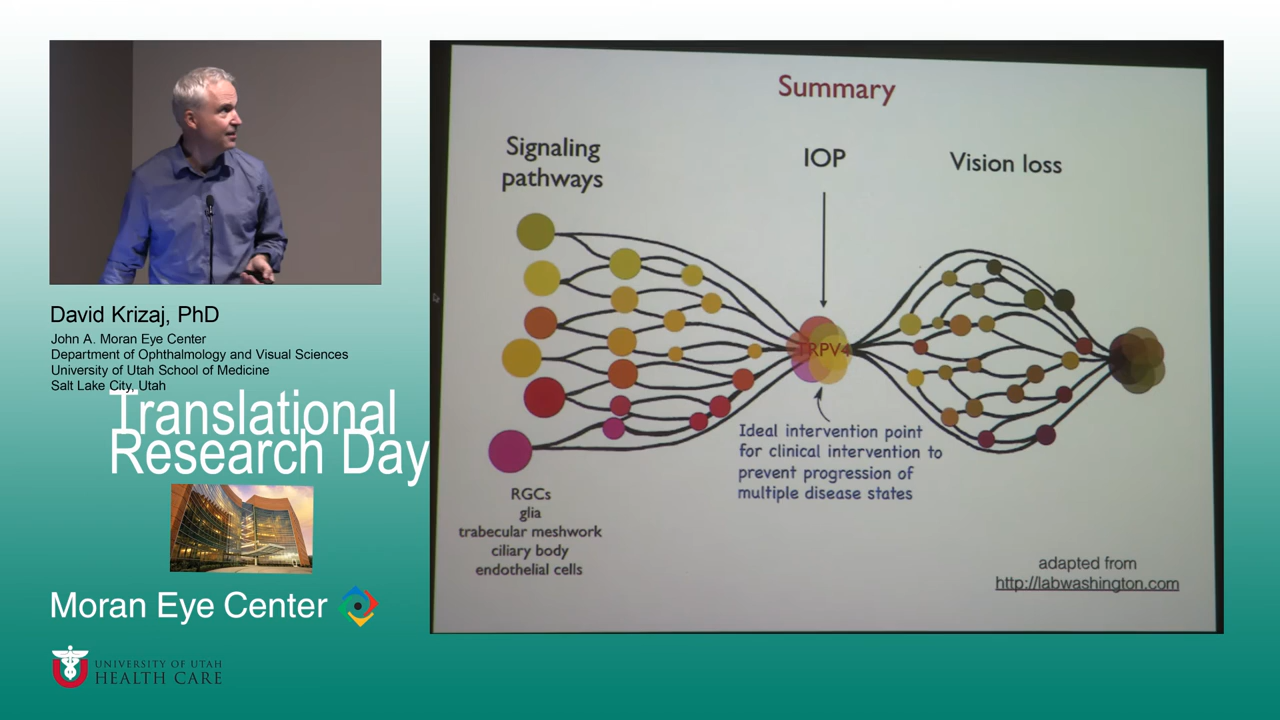 David Krizaj, PhD
John A. Moran Eye Center
Department of Ophthalmology and Visual Sciences
University of Utah School of Medicine
Salt Lake City, Utah
Translational
Research Day
Moran Eye Center
UNIVERSITY OF UTAH
HEALTH CARE
Summary
Signaling
pathways
IOP
Vision loss
TRPV4
Ideal intervention point
for clinical intervention to
prevent progression of
multiple disease states
RGCs
glia
trabecular meshwork
ciliary body
endothelial cells
adapted from
http://labwashington.com